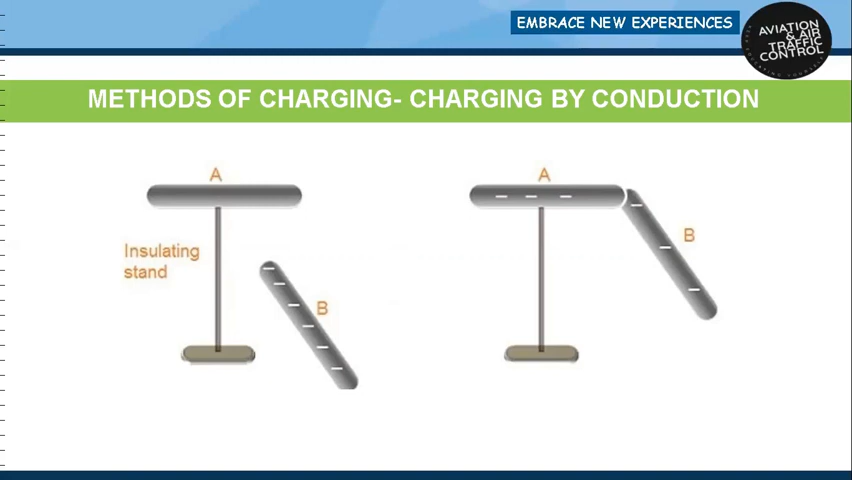 EMBRACE NEW EXPERIENCES
AVIATION
& AIR
TRAFFIC
CONTROL
METHODS OF CHARGING- CHARGING BY CONDUCTION
A
A
Insulating
stand
B
B